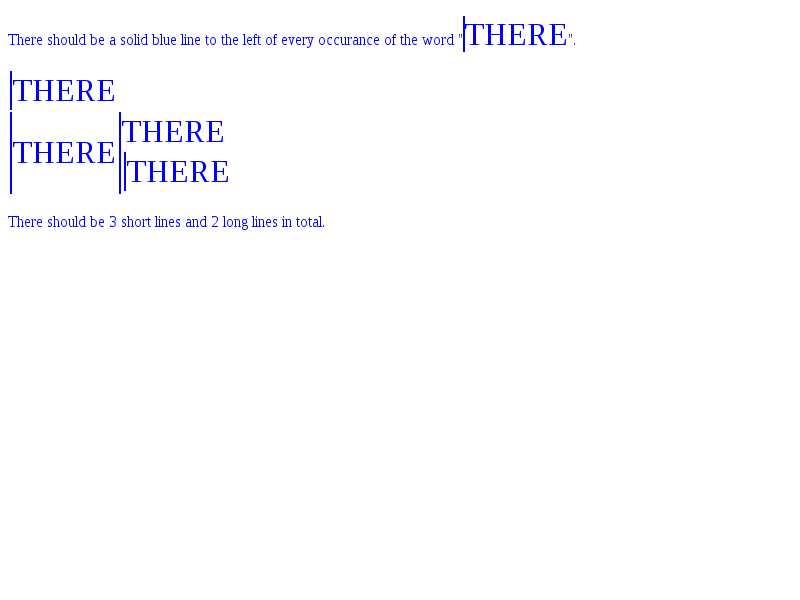 There should be a solid blue line to the left of every occurance of the word "THERE".
THERE
THERE THERE
THERE
There should be 3 short lines and 2 long lines in total.